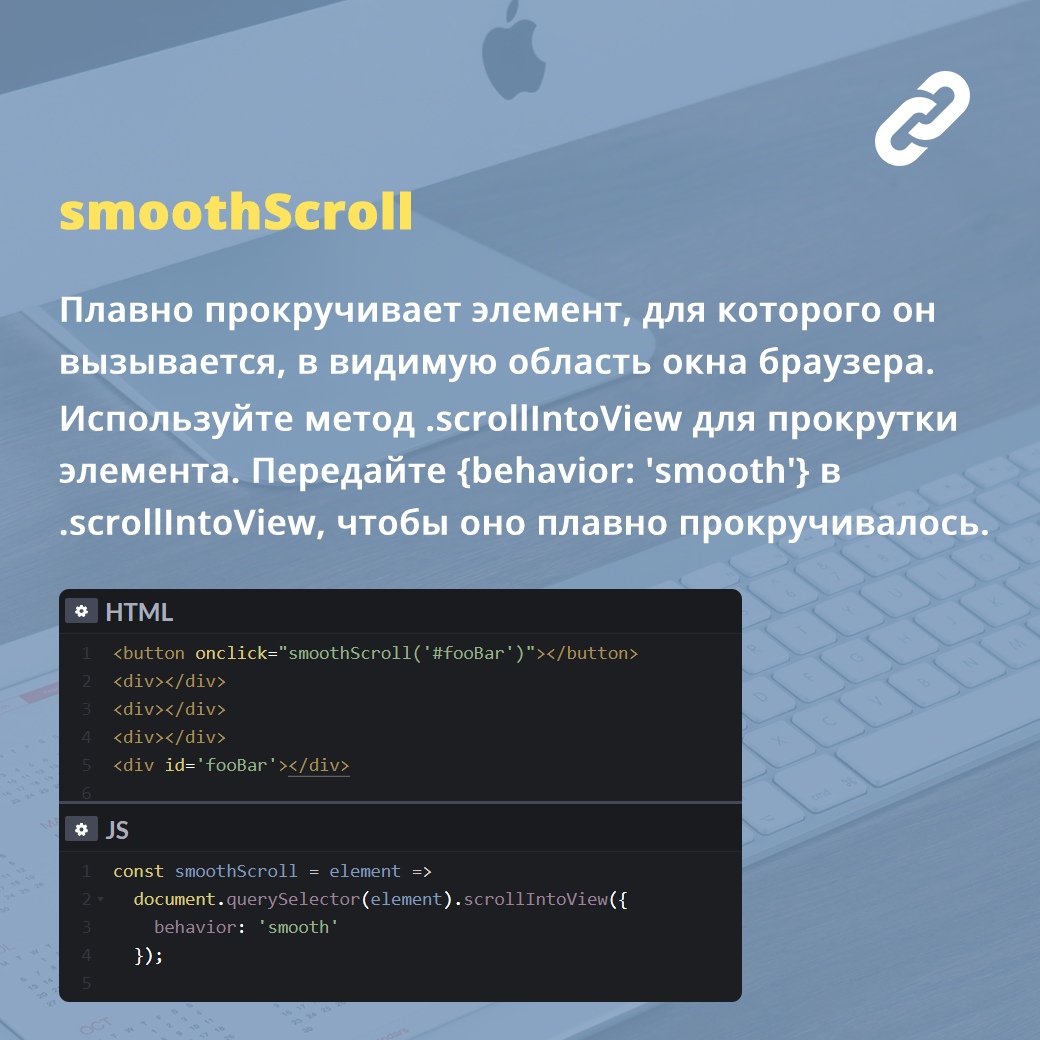 smoothScroll
Плавно прокручивает элемент, для которого он
вызывается, в видимую область окна браузера.
Используйте метод .scrollIntoView для прокрутки
элемента. Передайте {behavior: 'smooth'} в
.scrollIntoView, чтобы оно плавно прокручивалось.
HTML
1 <button onclick="smoothScroll('#fooBar')"></button>
2 <div></div>
3 <div></div>
4 <div></div>
5 <div id='fooBar'></div>
6
JS
1 const smoothScroll = element =>
2 document.querySelector(element).scrollIntoView({
3 behavior: 'smooth'
4 });
5
OCT